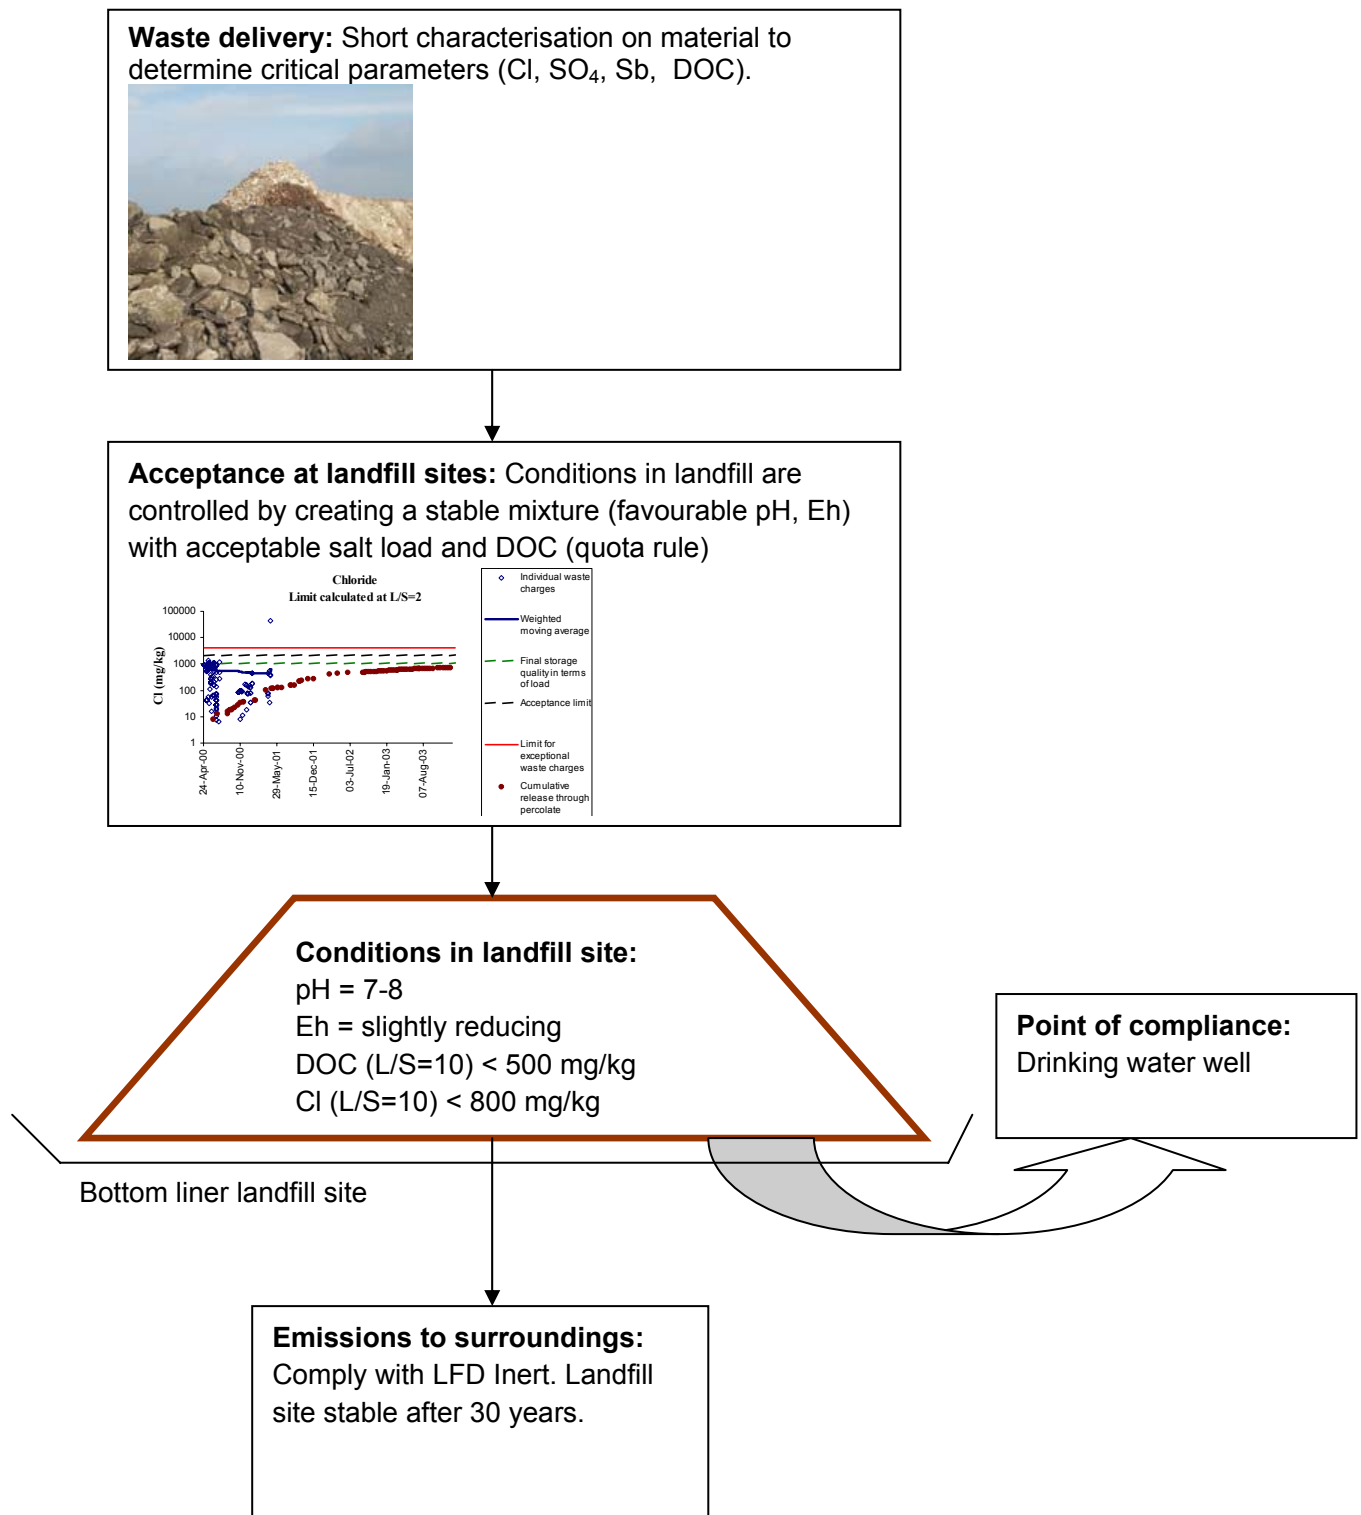 Waste delivery: Short characterisation on material to
determine critical parameters (Cl, SO₄, Sb, DOC).
Acceptance at landfill sites: Conditions in landfill are
controlled by creating a stable mixture (favourable pH, Eh)
with acceptable salt load and DOC (quota rule)
Chloride
Limit calculated at L/S=2
Cl (mg/kg)
100000
10000
1000
100
10
1
24-Apr-00
10-Nov-00
29-May-01
15-Dec-01
03-Jul-02
19-Jan-03
07-Aug-03
Individual waste
charges
Weighted
moving average
Final storage
quality in terms
of load
Acceptance limit
Limit for
exceptional
waste charges
Cumulative
release through
percolate
Conditions in landfill site:
pH = 7-8
Eh = slightly reducing
DOC (L/S=10) < 500 mg/kg
Cl (L/S=10) < 800 mg/kg
Point of compliance:
Drinking water well
Bottom liner landfill site
Emissions to surroundings:
Comply with LFD Inert. Landfill
site stable after 30 years.